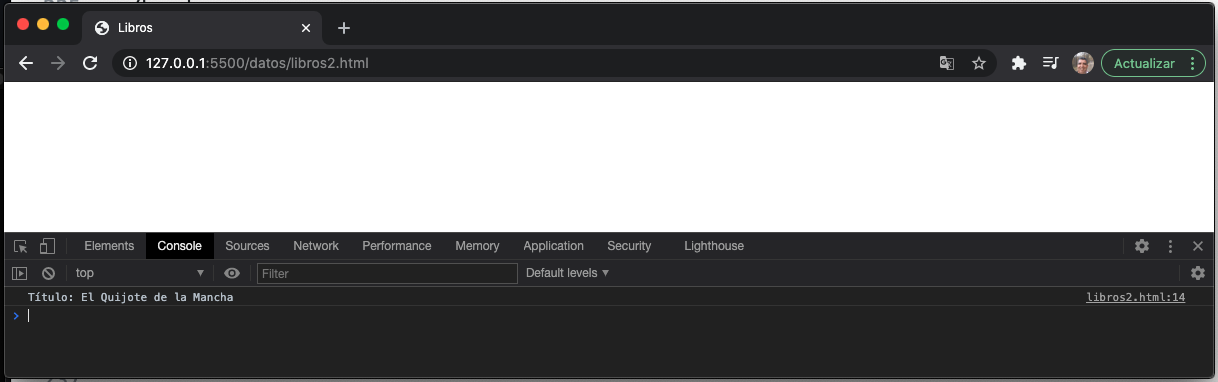 Libros
127.0.0.1:5500/datos/libros2.html
Actualizar
Elements Console Sources Network Performance Memory Application Security Lighthouse
top Filter Default levels
Título: El Quijote de la Mancha libros2.html:14